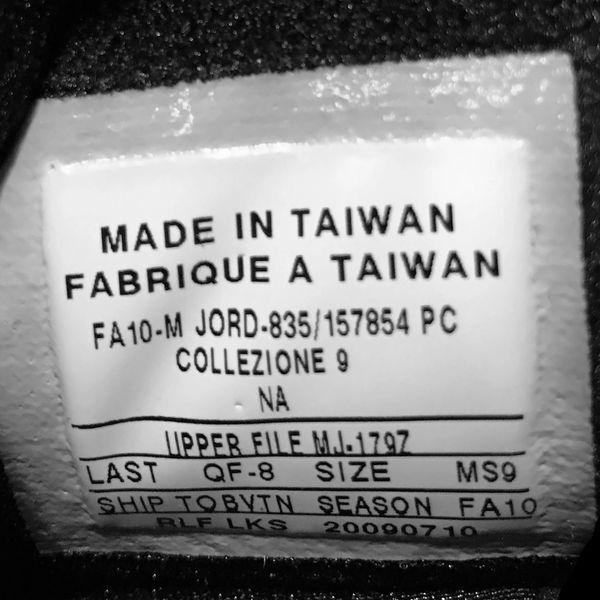 MADE IN TAIWAN
FABRIQUE A TAIWAN
FA10-M JORD-835/157854 PC
COLLEZIONE 9
NA
UPPER FILE MJ-179Z
LAST QF-8 SIZE MS9
SHIP TO BVTN SEASON FA10
RLF LKS 20090710